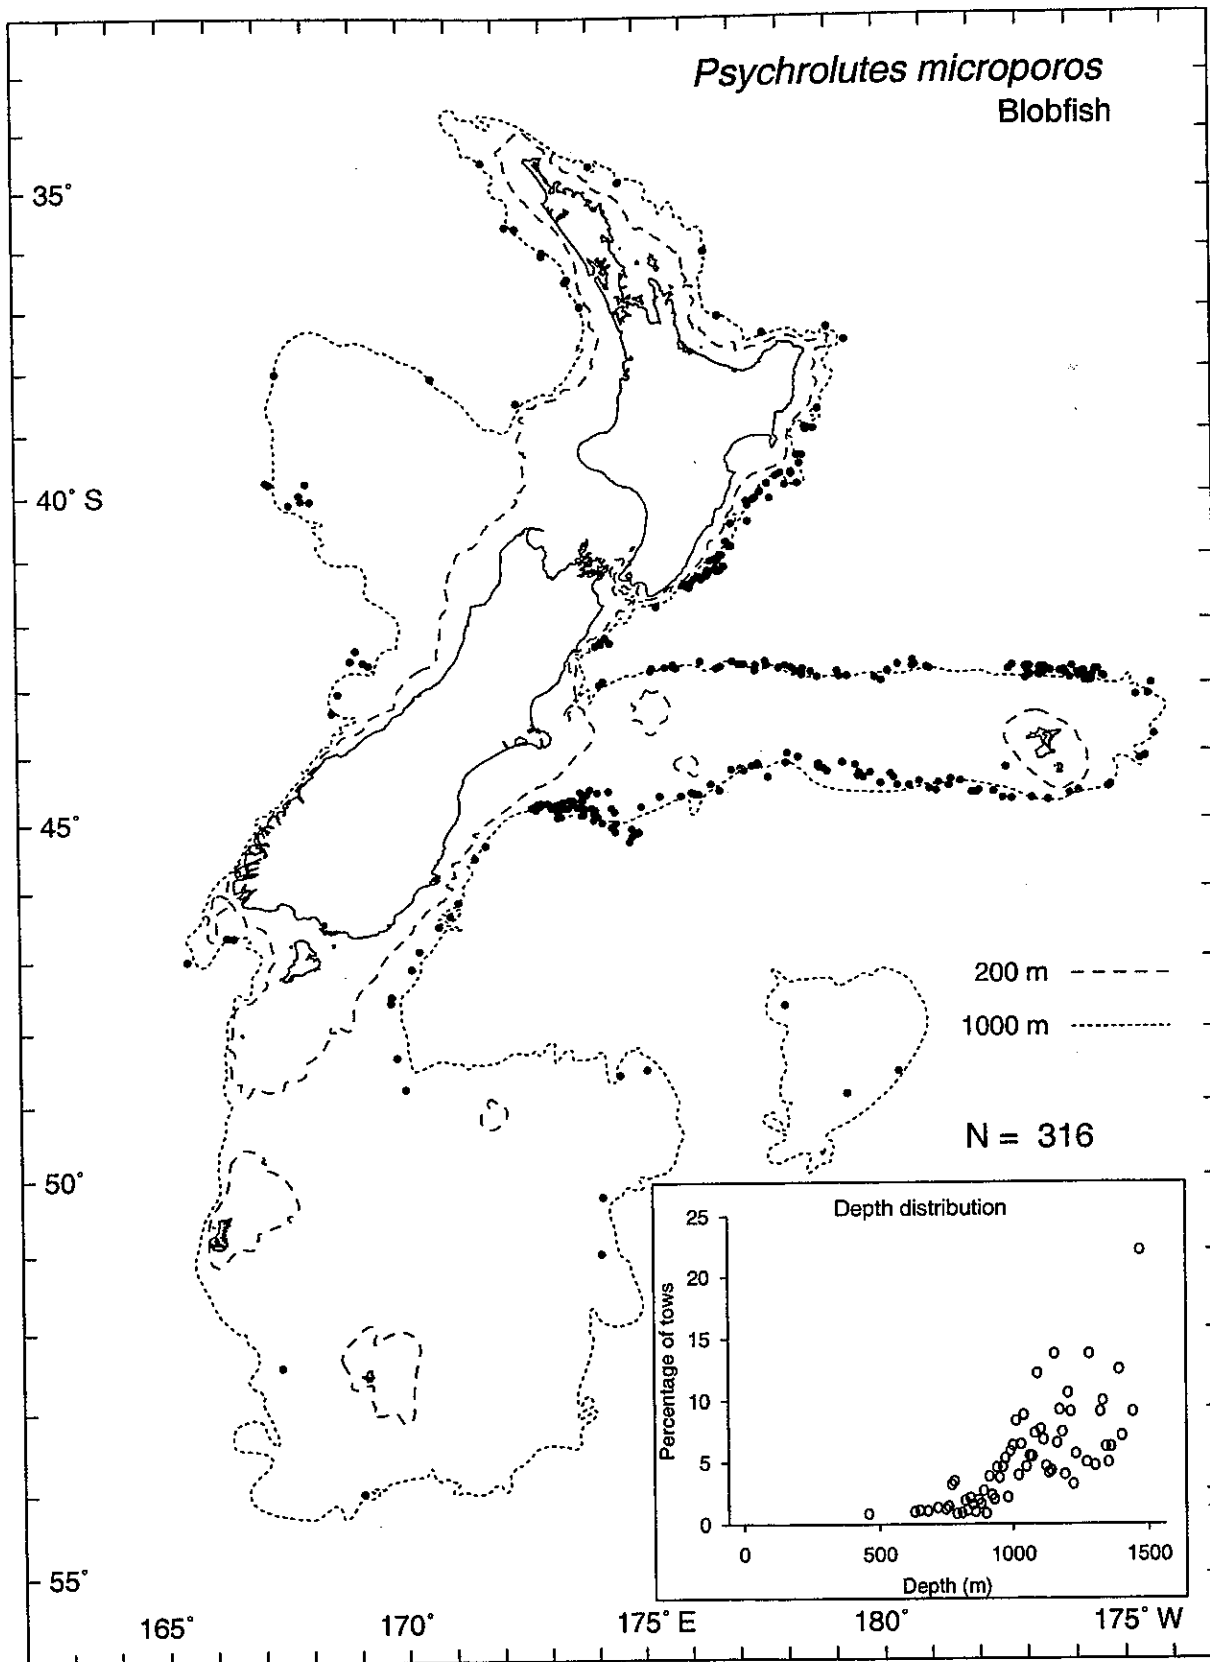 Psychrolutes microporos
Blobfish
35°
40° S
45°
50°
55°
200 m
1000 m
N = 316
Depth distribution
Percentage of tows
25
20
15
10
5
0
0 500 1000 1500
Depth (m)
165° 170° 175° E 180° 175° W